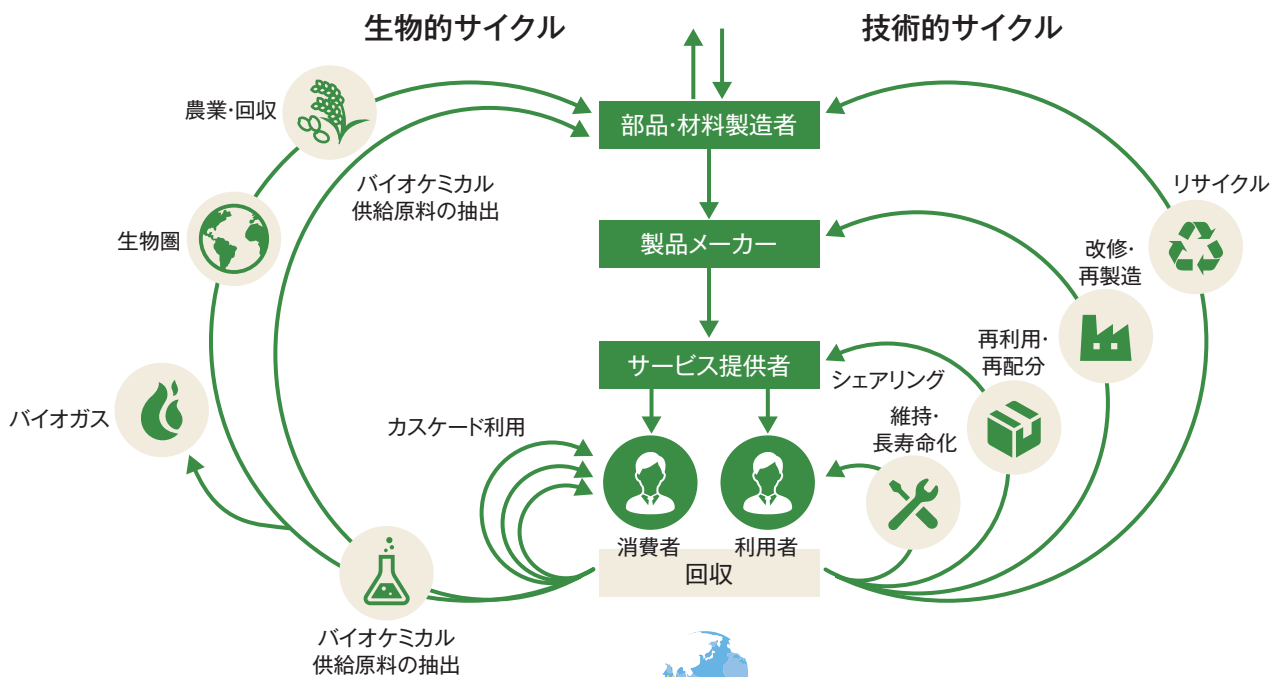 生物的サイクル
技術的サイクル
農業・回収
部品・材料製造者
バイオケミカル
供給原料の抽出
リサイクル
生物圏
製品メーカー
改修・
再製造
サービス提供者
再利用・
再配分
シェアリング
バイオガス
カスケード利用
維持・
長寿命化
消費者
利用者
回収
バイオケミカル
供給原料の抽出